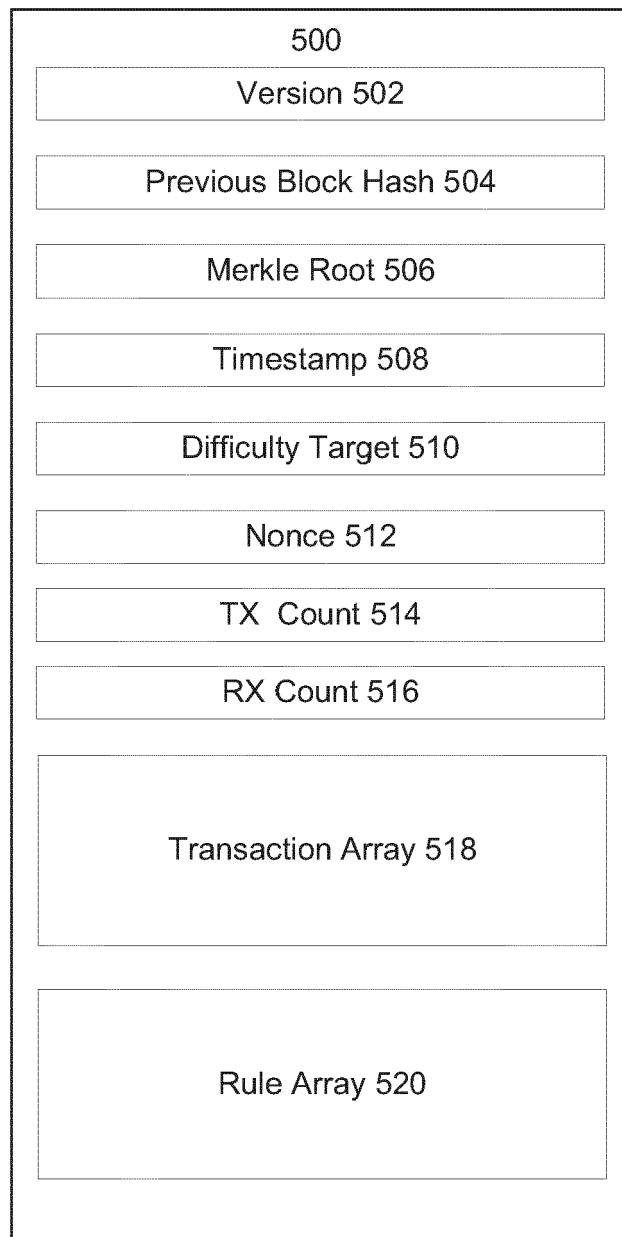 500
Version 502
Previous Block Hash 504
Merkle Root 506
Timestamp 508
Difficulty Target 510
Nonce 512
TX  Count 514
RX Count 516
Transaction Array 518
Rule Array 520